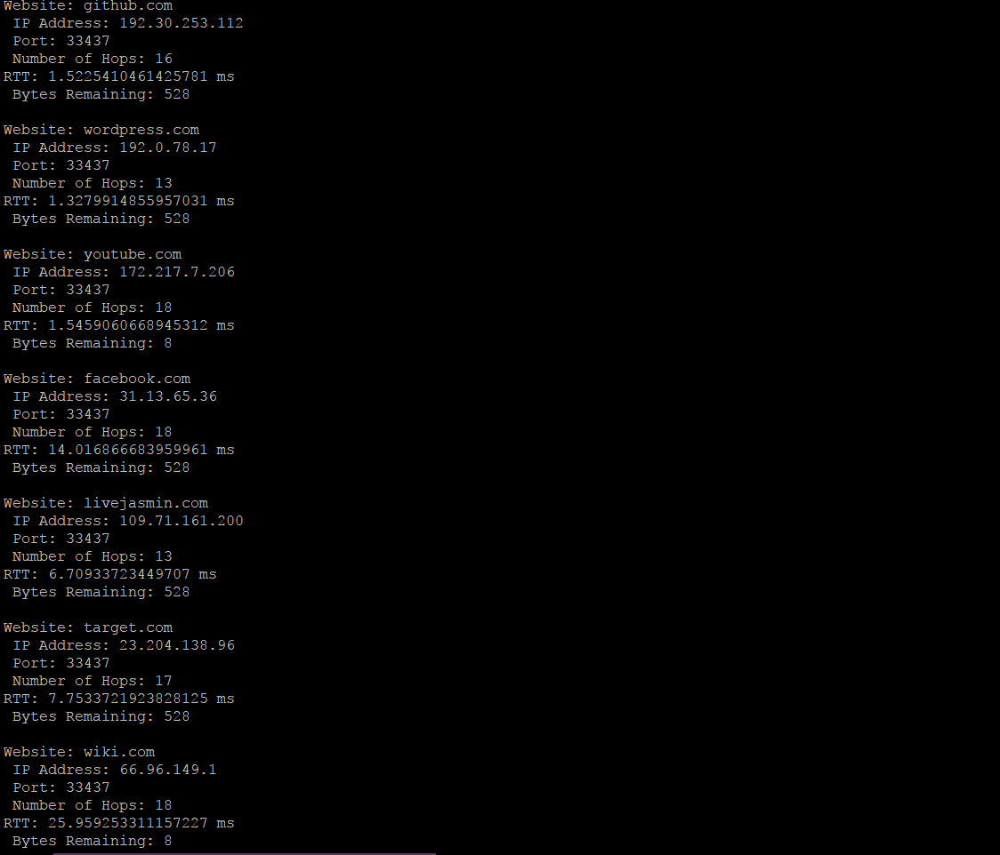 Website: github.com
IP Address: 192.30.253.112
Port: 33437
Number of Hops: 16
RTT: 1.5225410461425781 ms
Bytes Remaining: 528
Website: wordpress.com
IP Address: 192.0.78.17
Port: 33437
Number of Hops: 13
RTT: 1.3279914855957031 ms
Bytes Remaining: 528
Website: youtube.com
IP Address: 172.217.7.206
Port: 33437
Number of Hops: 18
RTT: 1.5459060668945312 ms
Bytes Remaining: 8
Website: facebook.com
IP Address: 31.13.65.36
Port: 33437
Number of Hops: 18
RTT: 14.016866683959961 ms
Bytes Remaining: 528
Website: livejasmin.com
IP Address: 109.71.161.200
Port: 33437
Number of Hops: 13
RTT: 6.70933723449707 ms
Bytes Remaining: 528
Website: target.com
IP Address: 23.204.138.96
Port: 33437
Number of Hops: 17
RTT: 7.7533721923828125 ms
Bytes Remaining: 528
Website: wiki.com
IP Address: 66.96.149.1
Port: 33437
Number of Hops: 18
RTT: 25.959253311157227 ms
Bytes Remaining: 8